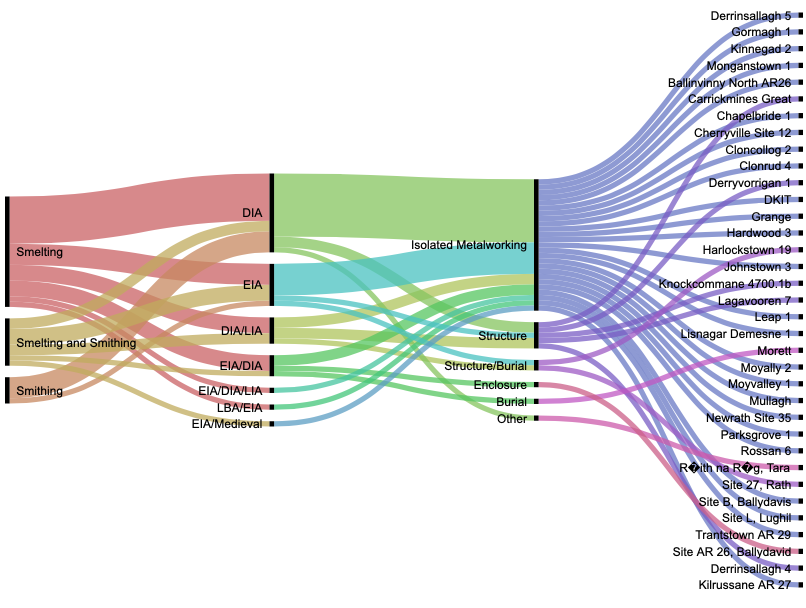 Smelting
Smelting and Smithing
Smithing
DIA
EIA
DIA/LIA
EIA/DIA
EIA/DIA/LIA
LBA/EIA
EIA/Medieval
Isolated Metalworking
Structure
Structure/Burial
Enclosure
Burial
Other
Derrinsallagh 5
Gormagh 1
Kinnegad 2
Monganstown 1
Ballinvinny North AR26
Carrickmines Great
Chapelbride 1
Cherryville Site 12
Cloncollog 2
Clonrud 4
Derryvorrigan 1
DKIT
Grange
Hardwood 3
Harlockstown 19
Johnstown 3
Knockcommane 4700.1b
Lagavooren 7
Leap 1
Lisnagar Demesne 1
Morett
Moyally 2
Moyvalley 1
Mullagh
Newrath Site 35
Parksgrove 1
Rossan 6
R�ith na R�g, Tara
Site 27, Rath
Site B, Ballydavis
Site L, Lughil
Trantstown AR 29
Site AR 26, Ballydavid
Derrinsallagh 4
Kilrussane AR 27